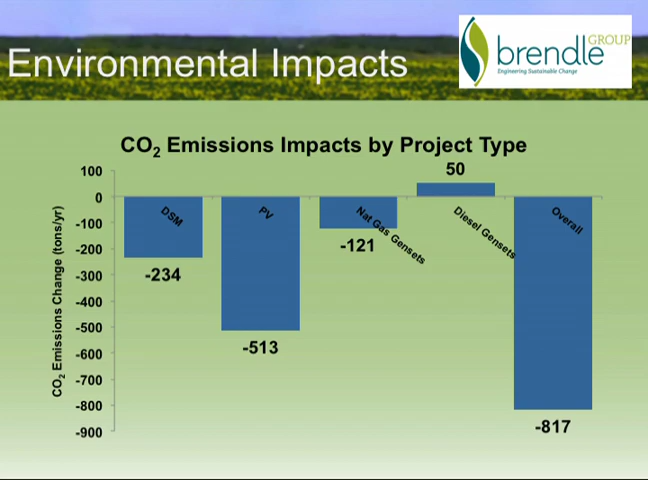 Environmental Impacts
brendle GROUP
Engineering Sustainable Change
CO₂ Emissions Impacts by Project Type
CO₂ Emissions Change (tons/yr)
100
0
-100
-200
-300
-400
-500
-600
-700
-800
-900
DSM
-234
PV
-513
Nat Gas Gensets
-121
Diesel Gensets
50
Overall
-817